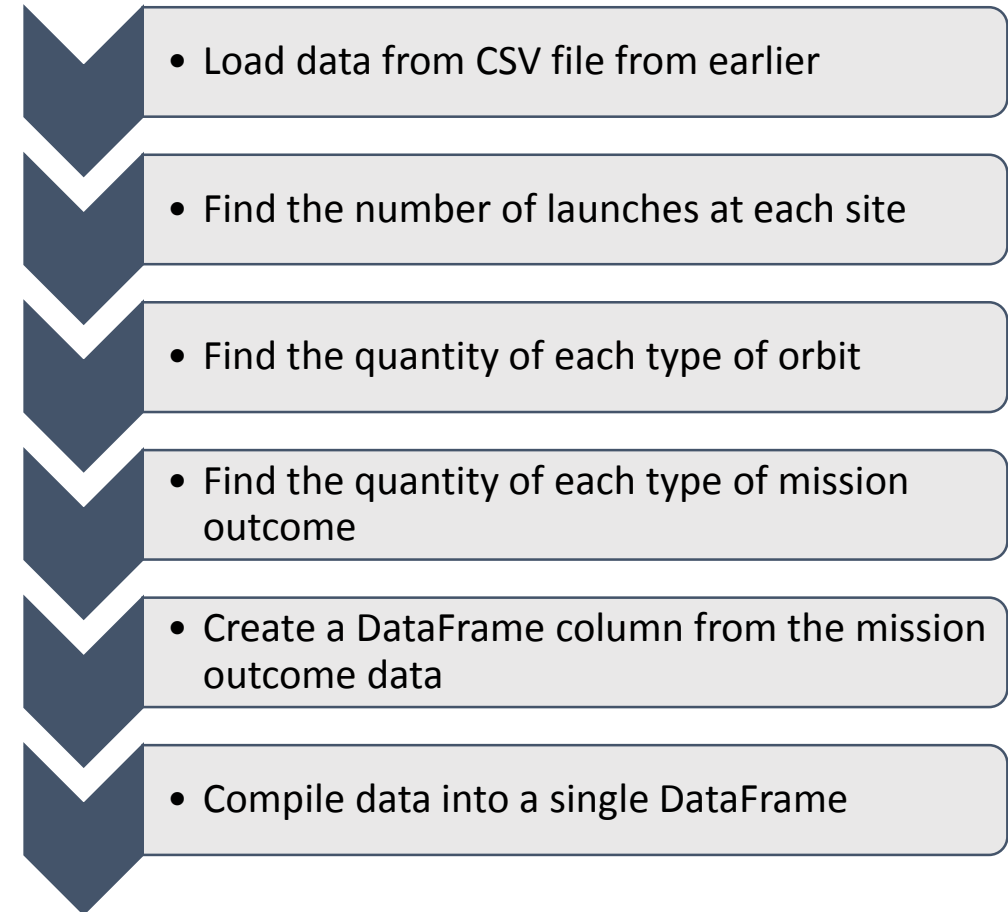 • Load data from CSV file from earlier
• Find the number of launches at each site
• Find the quantity of each type of orbit
• Find the quantity of each type of mission
outcome
• Create a DataFrame column from the mission
outcome data
• Compile data into a single DataFrame